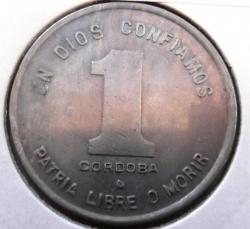 EN DIOS CONFIAMOS
1
CORDOBA
PATRIA LIBRE O MORIR